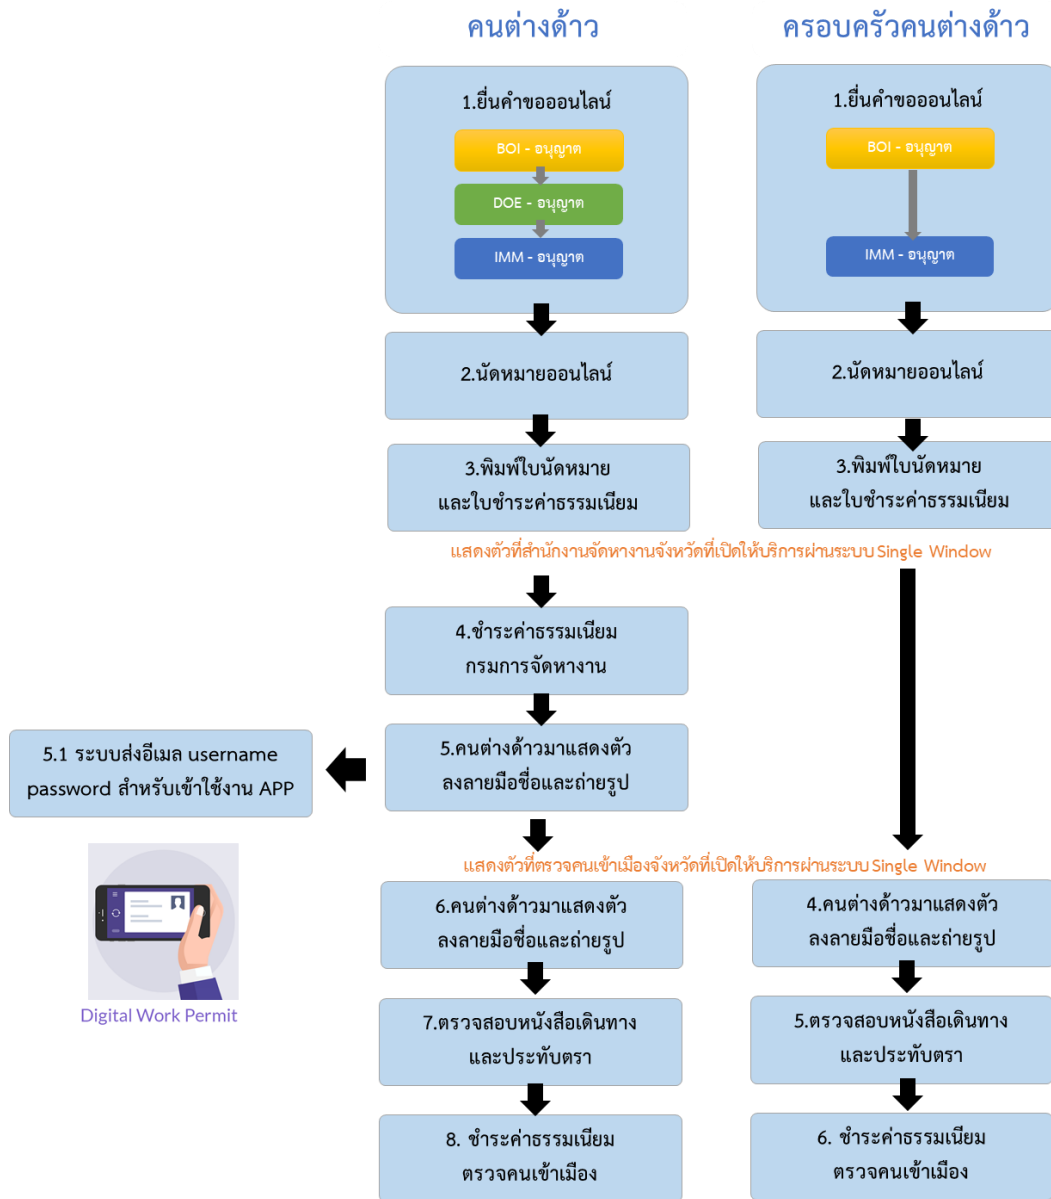 คนต่างด้าว
1.ยื่นคำขอออนไลน์
BOI - อนุญาต
DOE - อนุญาต
IMM - อนุญาต
2.นัดหมายออนไลน์
3.พิมพ์ใบนัดหมาย
และใบชำระค่าธรรมเนียม
ครอบครัวคนต่างด้าว
1.ยื่นคำขอออนไลน์
BOI - อนุญาต
IMM - อนุญาต
2.นัดหมายออนไลน์
3.พิมพ์ใบนัดหมาย
และใบชำระค่าธรรมเนียม
แสดงตัวที่สำนักงานจัดหางานจังหวัดที่เปิดให้บริการผ่านระบบ Single Window
4.ชำระค่าธรรมเนียม
กรมการจัดหางาน
5.คนต่างด้าวมาแสดงตัว
ลงลายมือชื่อและถ่ายรูป
5.1 ระบบส่งอีเมล username
password สำหรับเข้าใช้งาน APP
Digital Work Permit
แสดงตัวที่ตรวจคนเข้าเมืองจังหวัดที่เปิดให้บริการผ่านระบบ Single Window
6.คนต่างด้าวมาแสดงตัว
ลงลายมือชื่อและถ่ายรูป
7.ตรวจสอบหนังสือเดินทาง
และประทับตรา
8. ชำระค่าธรรมเนียม
ตรวจคนเข้าเมือง
4.คนต่างด้าวมาแสดงตัว
ลงลายมือชื่อและถ่ายรูป
5.ตรวจสอบหนังสือเดินทาง
และประทับตรา
6. ชำระค่าธรรมเนียม
ตรวจคนเข้าเมือง